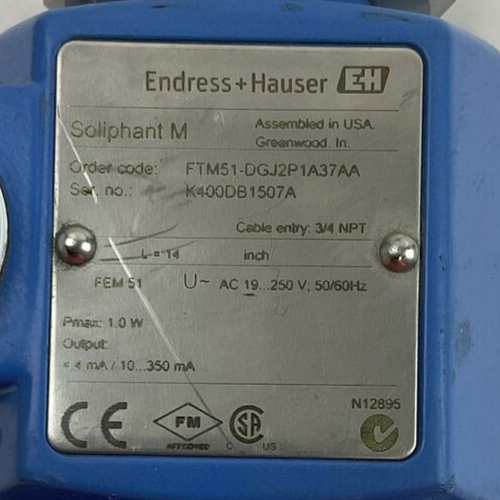 Endress+Hauser EH
Soliphant M
Assembled in USA.
Greenwood. In.
Order code: FTM51-DGJ2P1A37AA
Ser. no.: K400DB1507A
Cable entry: 3/4 NPT
L = 14 inch
FEM 51 U~ AC 19...250 V; 50/60Hz
Pmax: 1.0 W
Output:
< 4 mA / 10...350 mA
N12895
CE FM SA
APPROVED C US